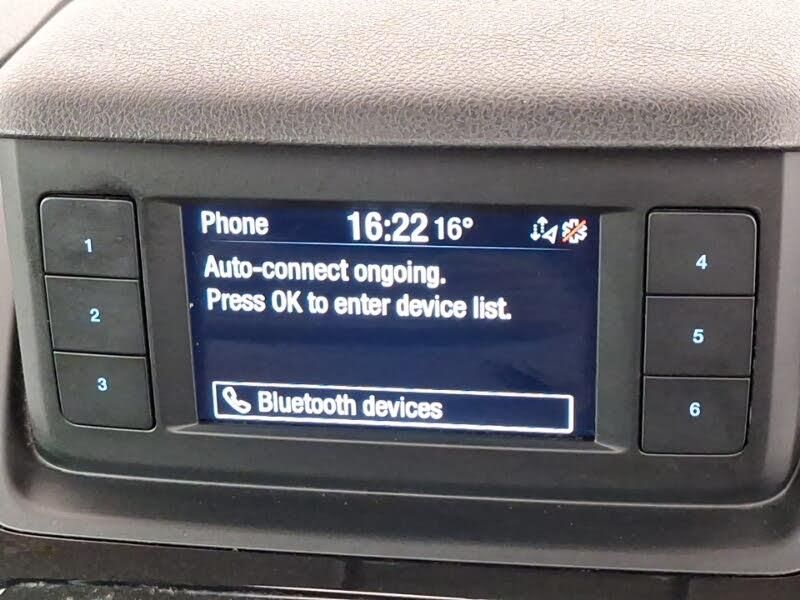 Phone 16:22 16°
Auto-connect ongoing.
Press OK to enter device list.
Bluetooth devices
1
2
3
4
5
6